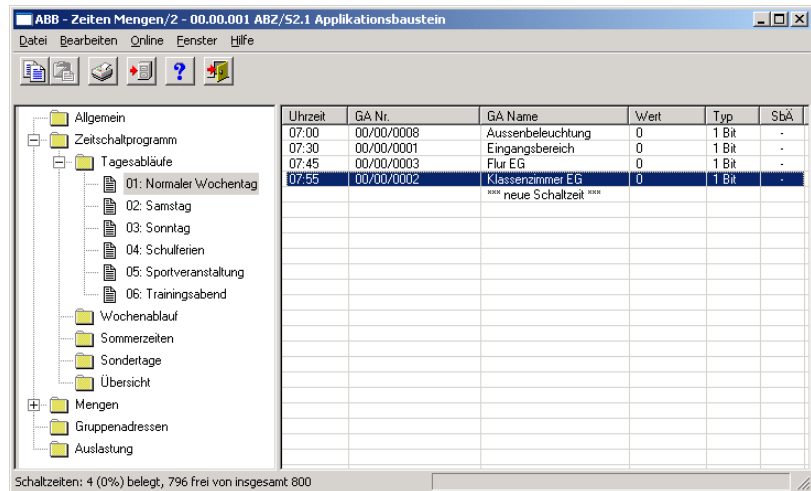 ABB - Zeiten Mengen/2 - 00.00.001 ABZ/S2.1 Applikationsbaustein
Datei Bearbeiten Online Fenster Hilfe
?
Allgemein
Zeitschaltprogramm
Tagesabläufe
01: Normaler Wochentag
02: Samstag
03: Sonntag
04: Schulferien
05: Sportveranstaltung
06: Trainingsabend
Wochenablauf
Sommerzeiten
Sondertage
Übersicht
Mengen
Gruppenadressen
Auslastung
Uhrzeit GA Nr. GA Name Wert Typ SbÄ
07:00 00/00/0008 Aussenbeleuchtung 0 1 Bit -
07:30 00/00/0001 Eingangsbereich 0 1 Bit -
07:45 00/00/0003 Flur EG 0 1 Bit -
07:55 00/00/0002 Klassenzimmer EG 0 1 Bit -
*** neue Schaltzeit ***
Schaltzeiten: 4 (0%) belegt, 796 frei von insgesamt 800